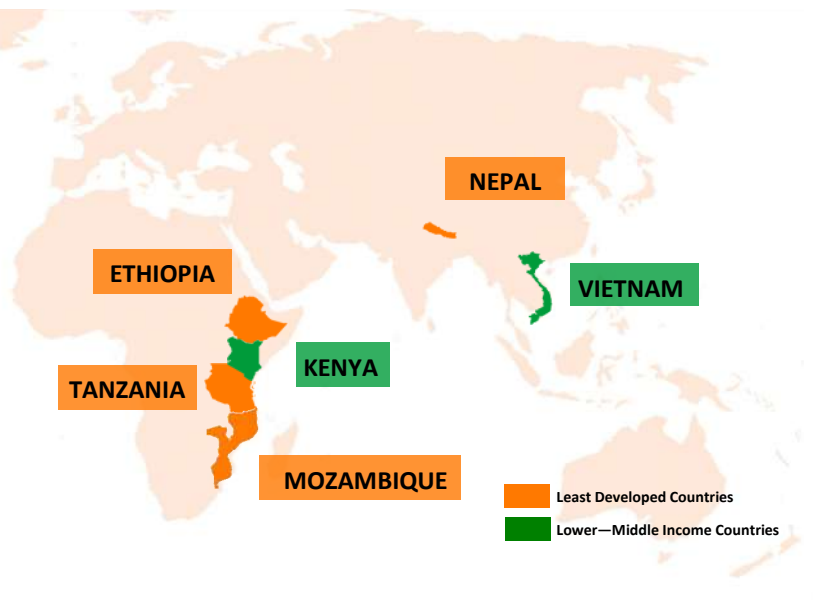 NEPAL
ETHIOPIA
VIETNAM
KENYA
TANZANIA
MOZAMBIQUE
Least Developed Countries
Lower—Middle Income Countries